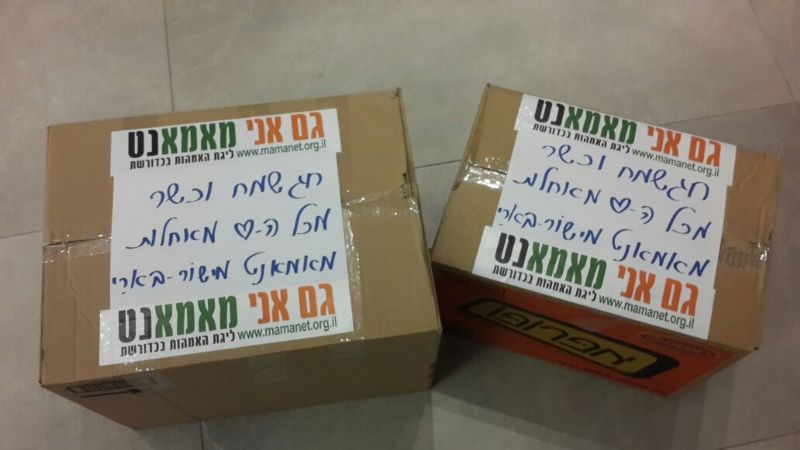 גם אני מאמאנט
ליגת האמהות בכדורשת www.mamanet.org.il
חג שמח וכשר
מכל ה-♡ מאוחלת
מאמאנט מישור-בארי
גם אני מאמאנט
ליגת האמהות בכדורשת www.mamanet.org.il
גם אני מאמאנט
ליגת האמהות בכדורשת www.mamanet.org.il
חג שמח וכשר
מכל ה-♡ מאוחלת
מאמאנט מישור-בארי
גם אני מאמאנט
ליגת האמהות בכדורשת www.mamanet.org.il